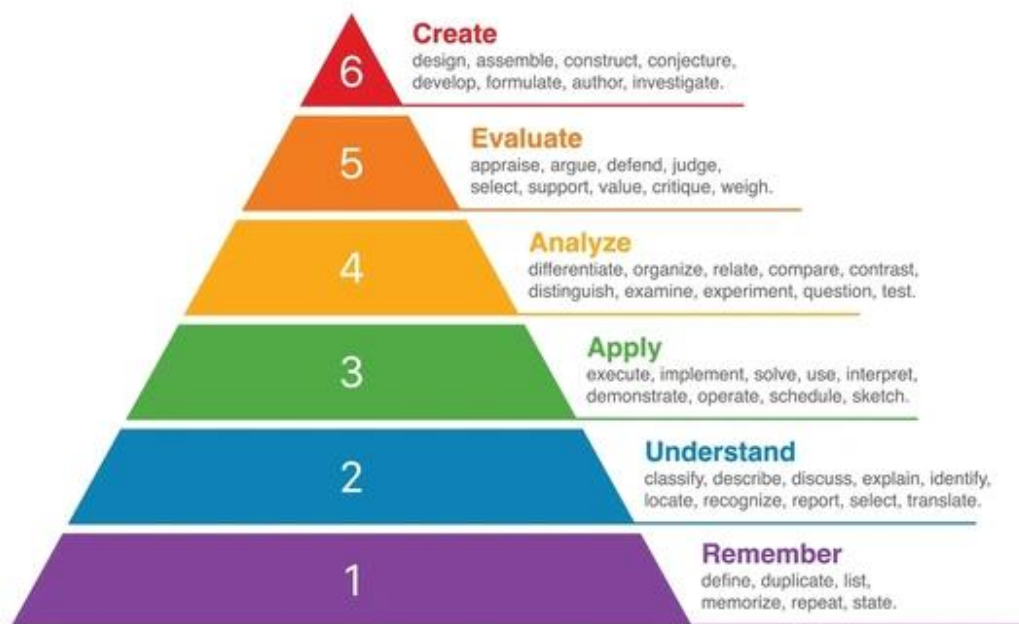 6
Create
design, assemble, construct, conjecture,
develop, formulate, author, investigate.
5
Evaluate
appraise, argue, defend, judge,
select, support, value, critique, weigh.
4
Analyze
differentiate, organize, relate, compare, contrast,
distinguish, examine, experiment, question, test.
3
Apply
execute, implement, solve, use, interpret,
demonstrate, operate, schedule, sketch.
2
Understand
classify, describe, discuss, explain, identify,
locate, recognize, report, select, translate.
1
Remember
define, duplicate, list,
memorize, repeat, state.